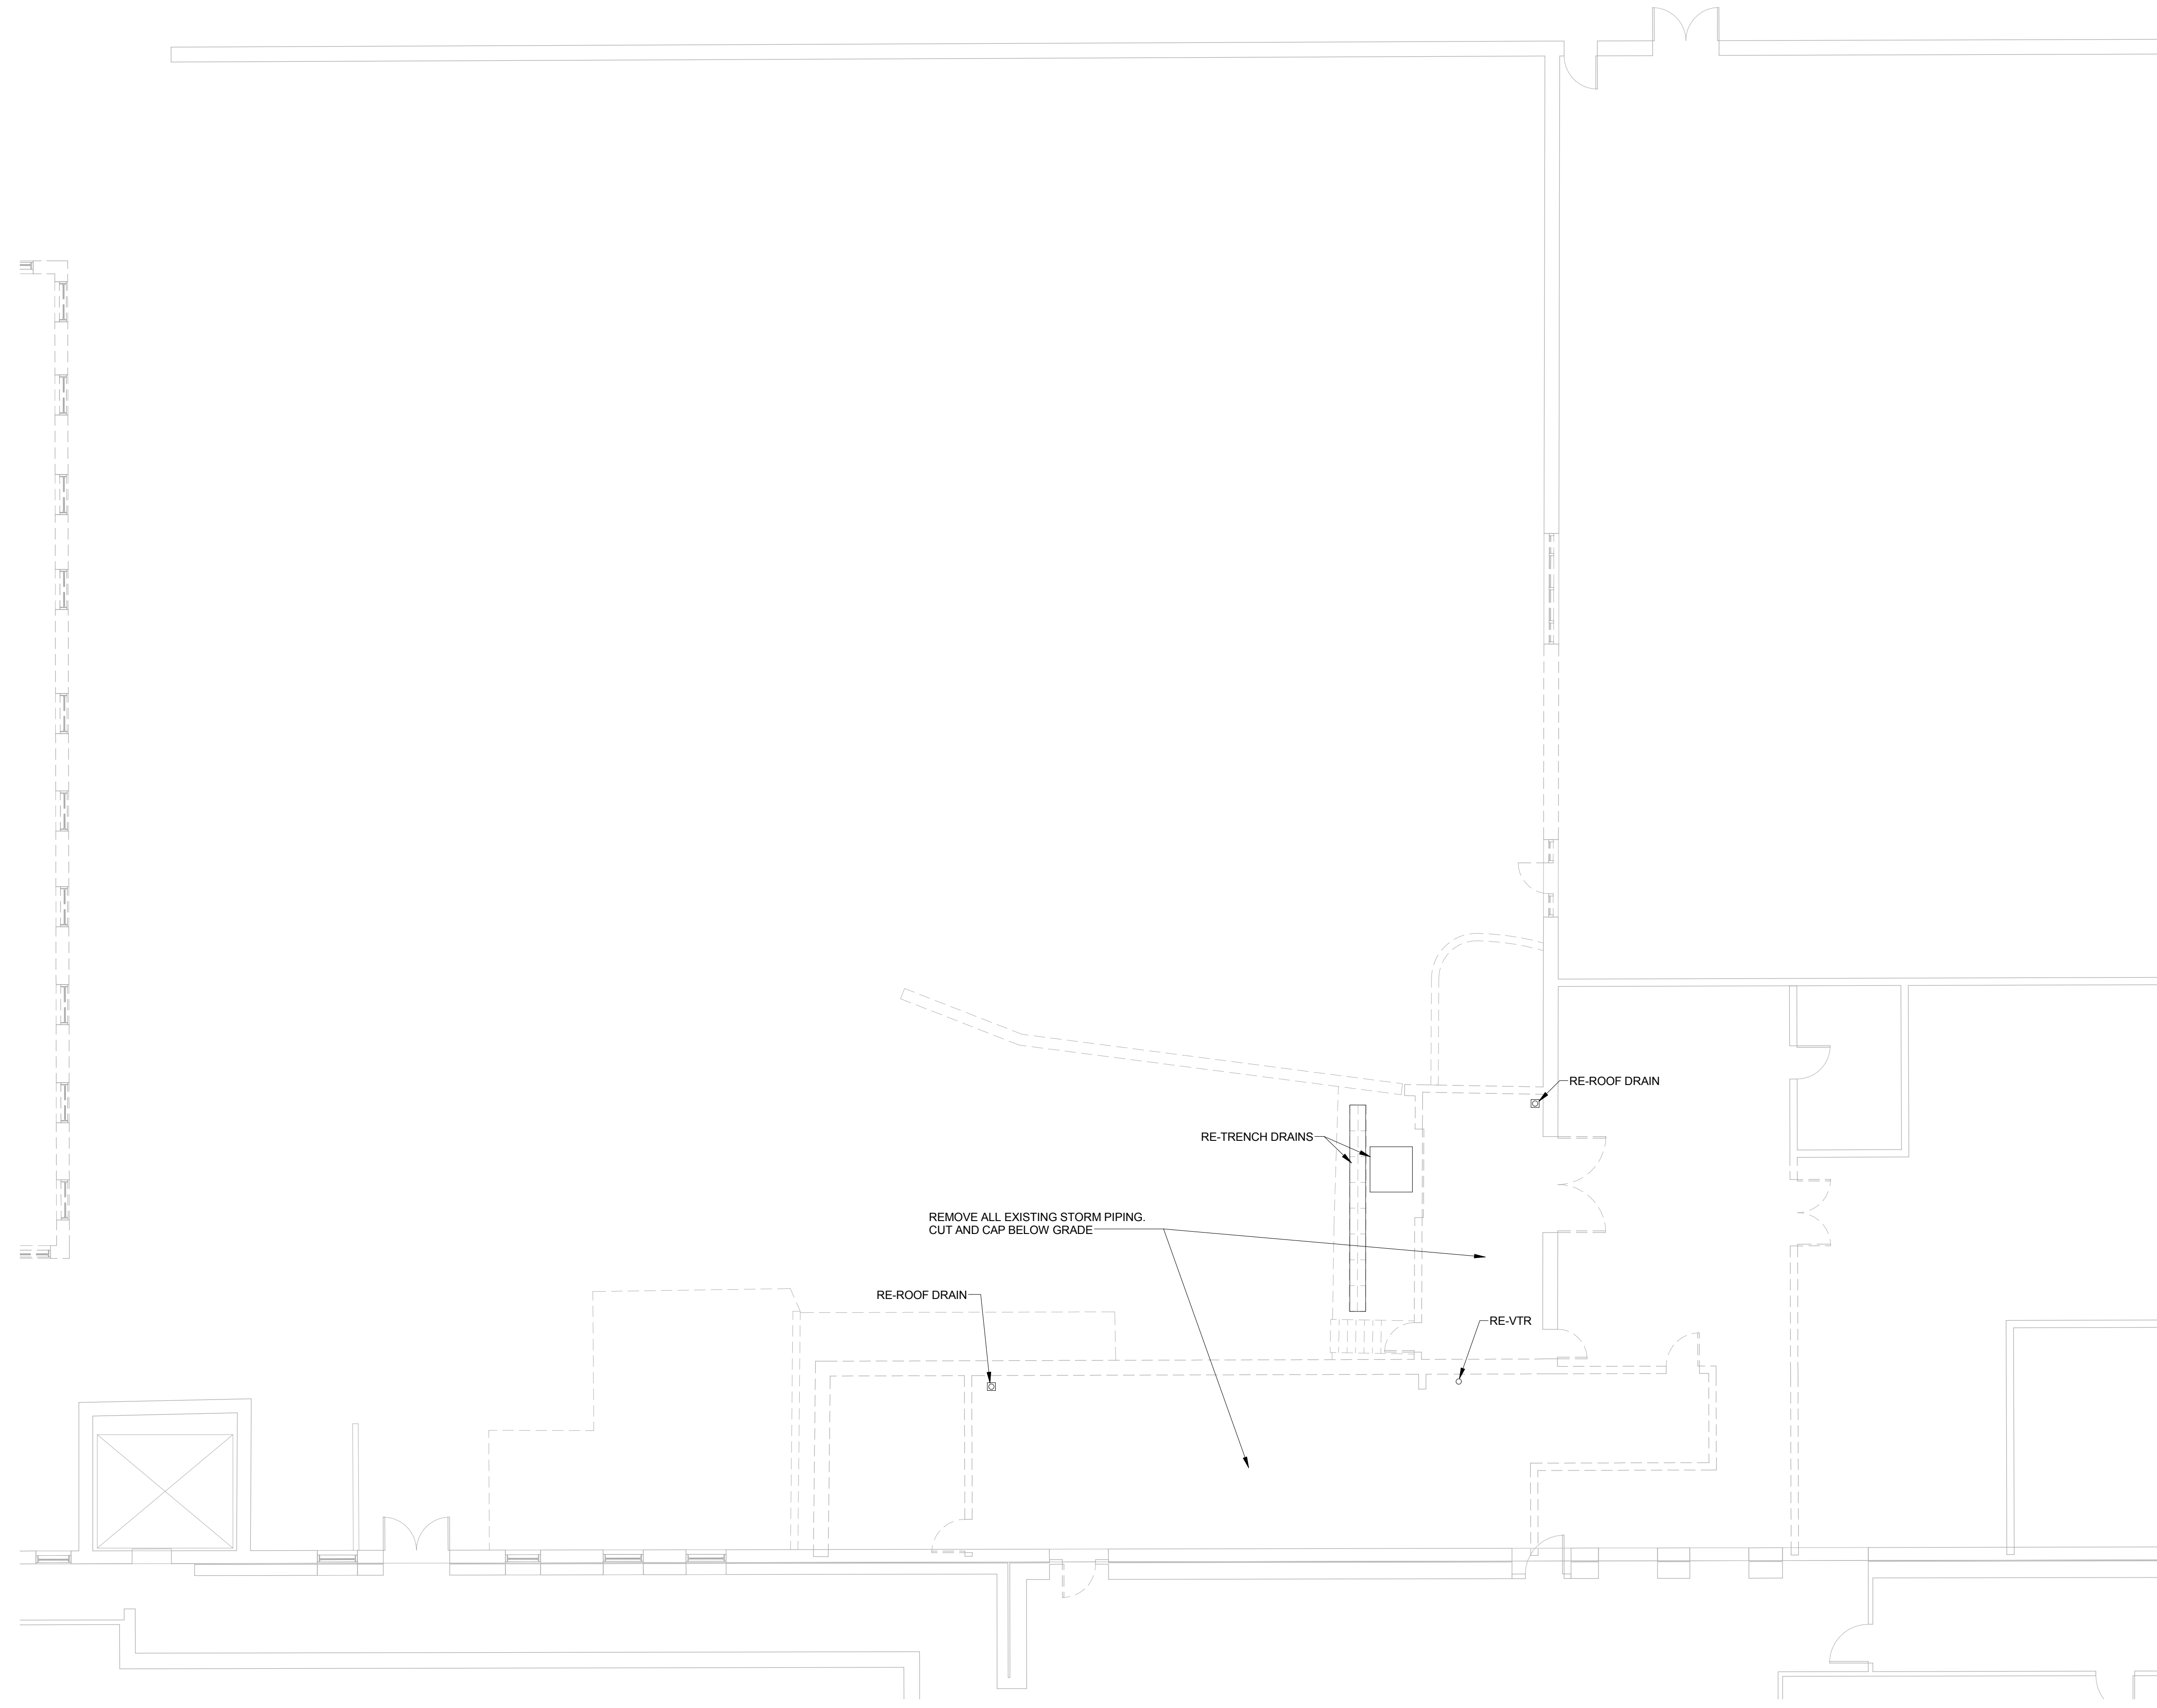 RE-ROOF DRAIN
RE-TRENCH DRAINS
REMOVE ALL EXISTING STORM PIPING.
CUT AND CAP BELOW GRADE
RE-ROOF DRAIN
RE-VTR